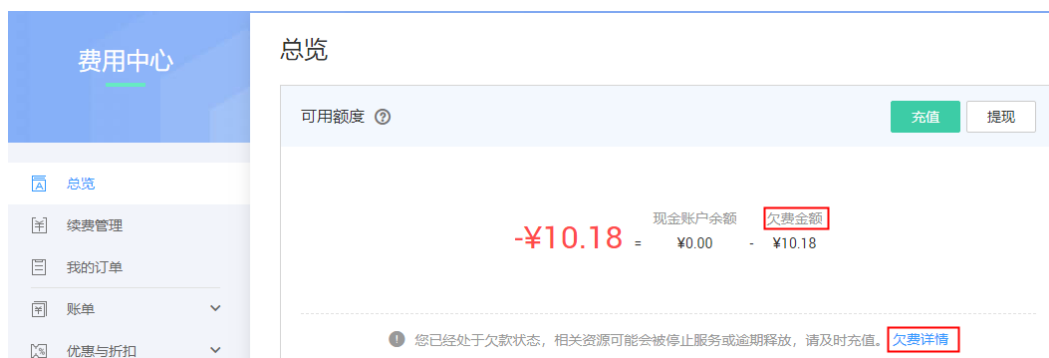 费用中心
总览
续费管理
我的订单
账单
优惠与折扣
总览
可用额度 ?
充值 提现
现金账户余额 欠费金额
-¥10.18 = ¥0.00 - ¥10.18
您已经处于欠款状态，相关资源可能会被停止服务或逾期释放，请及时充值。 欠费详情